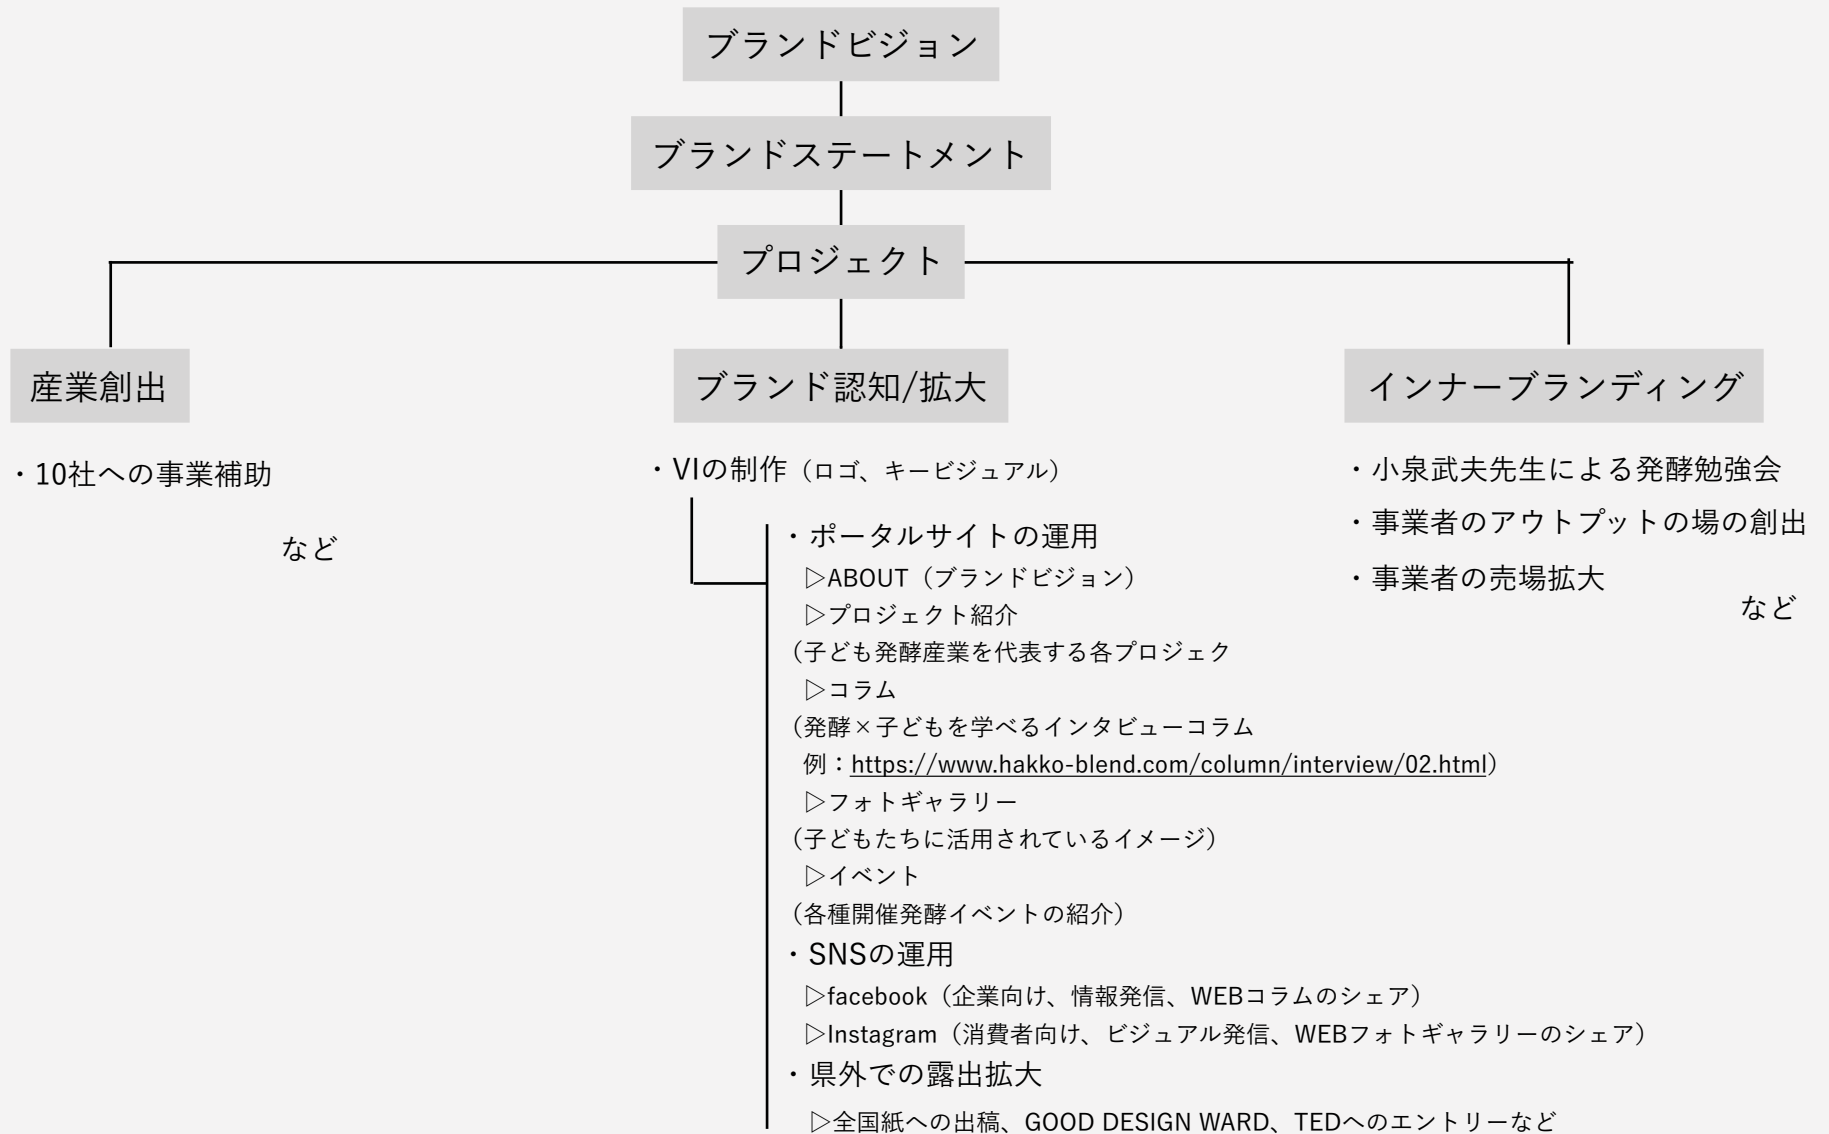 ブランドビジョン
ブランドステートメント
プロジェクト
産業創出
・10社への事業補助
など
ブランド認知/拡大
・VIの制作（ロゴ、キービジュアル）
・ポータルサイトの運用
▷ABOUT（ブランドビジョン）
▷プロジェクト紹介
（子ども発酵産業を代表する各プロジェク
▷コラム
（発酵×子どもを学べるインタビューコラム
例：https://www.hakko-blend.com/column/interview/02.html）
▷フォトギャラリー
（子どもたちに活用されているイメージ）
▷イベント
（各種開催発酵イベントの紹介）
・SNSの運用
▷facebook（企業向け、情報発信、WEBコラムのシェア）
▷Instagram（消費者向け、ビジュアル発信、WEBフォトギャラリーのシェア）
・県外での露出拡大
▷全国紙への出稿、GOOD DESIGN WARD、TEDへのエントリーなど
インナーブランディング
・小泉武夫先生による発酵勉強会
・事業者のアウトプットの場の創出
・事業者の売場拡大
など